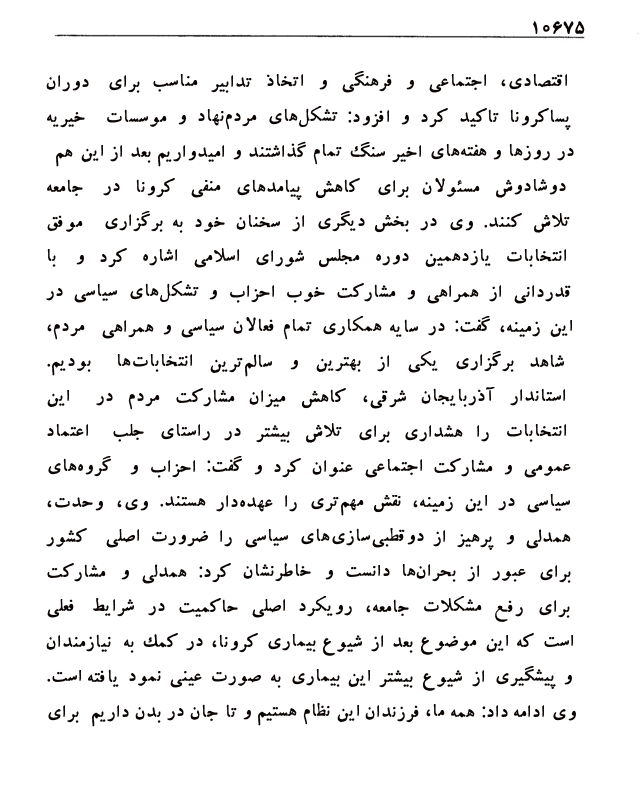 ۱۰۶۷۵
اقتصادی، اجتماعی و فرهنگی و اتخاذ تدابیر مناسب برای دوران
پساکرونا تاکید کرد و افزود: تشکل‌های مردم‌نهاد و موسسات خیریه
در روزها و هفته‌های اخیر سنگ تمام گذاشتند و امیدواریم بعد از این هم
دوشادوش مسئولان برای کاهش پیامدهای منفی کرونا در جامعه
تلاش کنند. وی در بخش دیگری از سخنان خود به برگزاری موفق
انتخابات یازدهمین دوره مجلس شورای اسلامی اشاره کرد و با
قدردانی از همراهی و مشارکت خوب احزاب و تشکل‌های سیاسی در
این زمینه، گفت: در سایه همکاری تمام فعالان سیاسی و همراهی مردم،
شاهد برگزاری یکی از بهترین و سالم‌ترین انتخابات‌ها بودیم.
استاندار آذربایجان شرقی، کاهش میزان مشارکت مردم در این
انتخابات را هشداری برای تلاش بیشتر در راستای جلب اعتماد
عمومی و مشارکت اجتماعی عنوان کرد و گفت: احزاب و گروه‌های
سیاسی در این زمینه، نقش مهم‌تری را عهده‌دار هستند. وی، وحدت،
همدلی و پرهیز از دوقطبی‌سازی‌های سیاسی را ضرورت اصلی کشور
برای عبور از بحران‌ها دانست و خاطرنشان کرد: همدلی و مشارکت
برای رفع مشکلات جامعه، رویکرد اصلی حاکمیت در شرایط فعلی
است که این موضوع بعد از شیوع بیماری کرونا، در کمک به نیازمندان
و پیشگیری از شیوع بیشتر این بیماری به صورت عینی نمود یافته است.
وی ادامه داد: همه ما، فرزندان این نظام هستیم و تا جان در بدن داریم برای